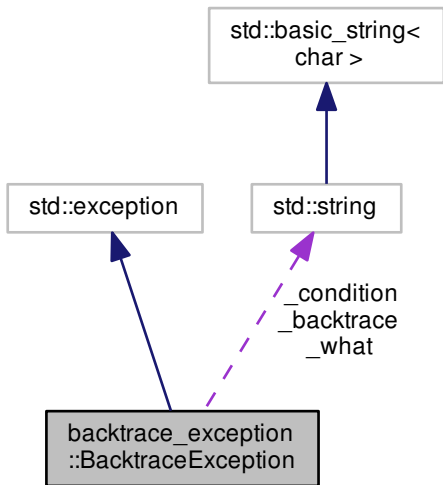 std::basic_string<
char >
std::exception
std::string
_condition
_backtrace
_what
backtrace_exception
::BacktraceException